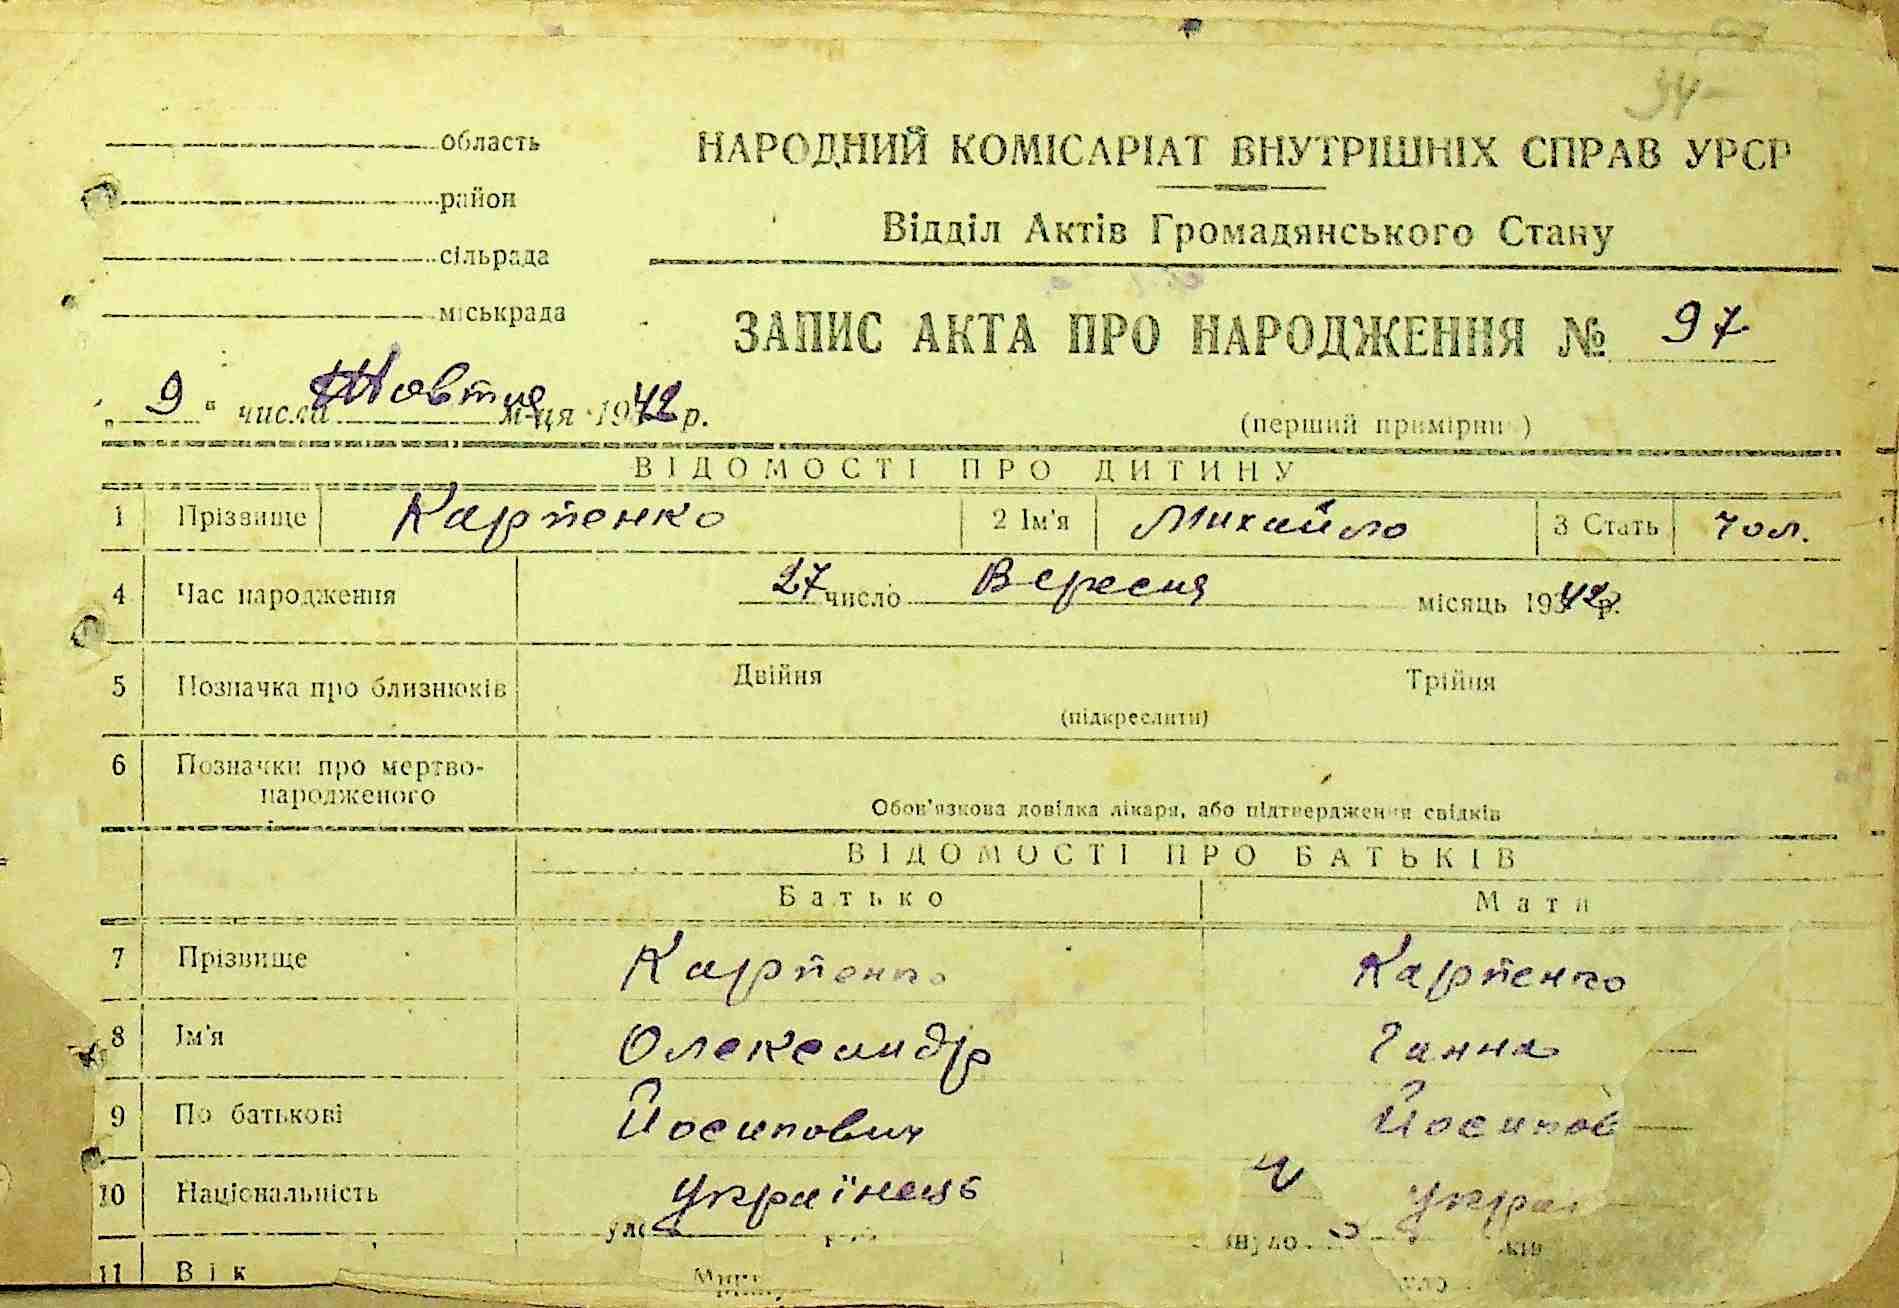 34
область
НАРОДНИЙ КОМІСАРІАТ ВНУТРІШНІХ СПРАВ УРСР
район
Відділ Актів Громадянського Стану
сільрада
міськрада
ЗАПИС АКТА ПРО НАРОДЖЕННЯ № 97
„ 9 " числа Жовтня м-ця 1942 р.
(перший примірник)
ВІДОМОСТІ ПРО ДИТИНУ
1 Прізвище Карпенко 2 Ім'я Михайло 3 Стать чол.
4 Час народження 27 число Вересня місяць 1942 р.
5 Позначка про близнюків Двійня Трійня
(підкреслити)
6 Позначки про мертво-
народженого
Обов'язкова довідка лікаря, або підтвердження свідків
ВІДОМОСТІ ПРО БАТЬКІВ
Батько Мати
7 Прізвище Карпенко Карпенко
8 Ім'я Олександр Ганна
9 По батькові Йосипович Йосипов
10 Національність українець укра
11 Вік